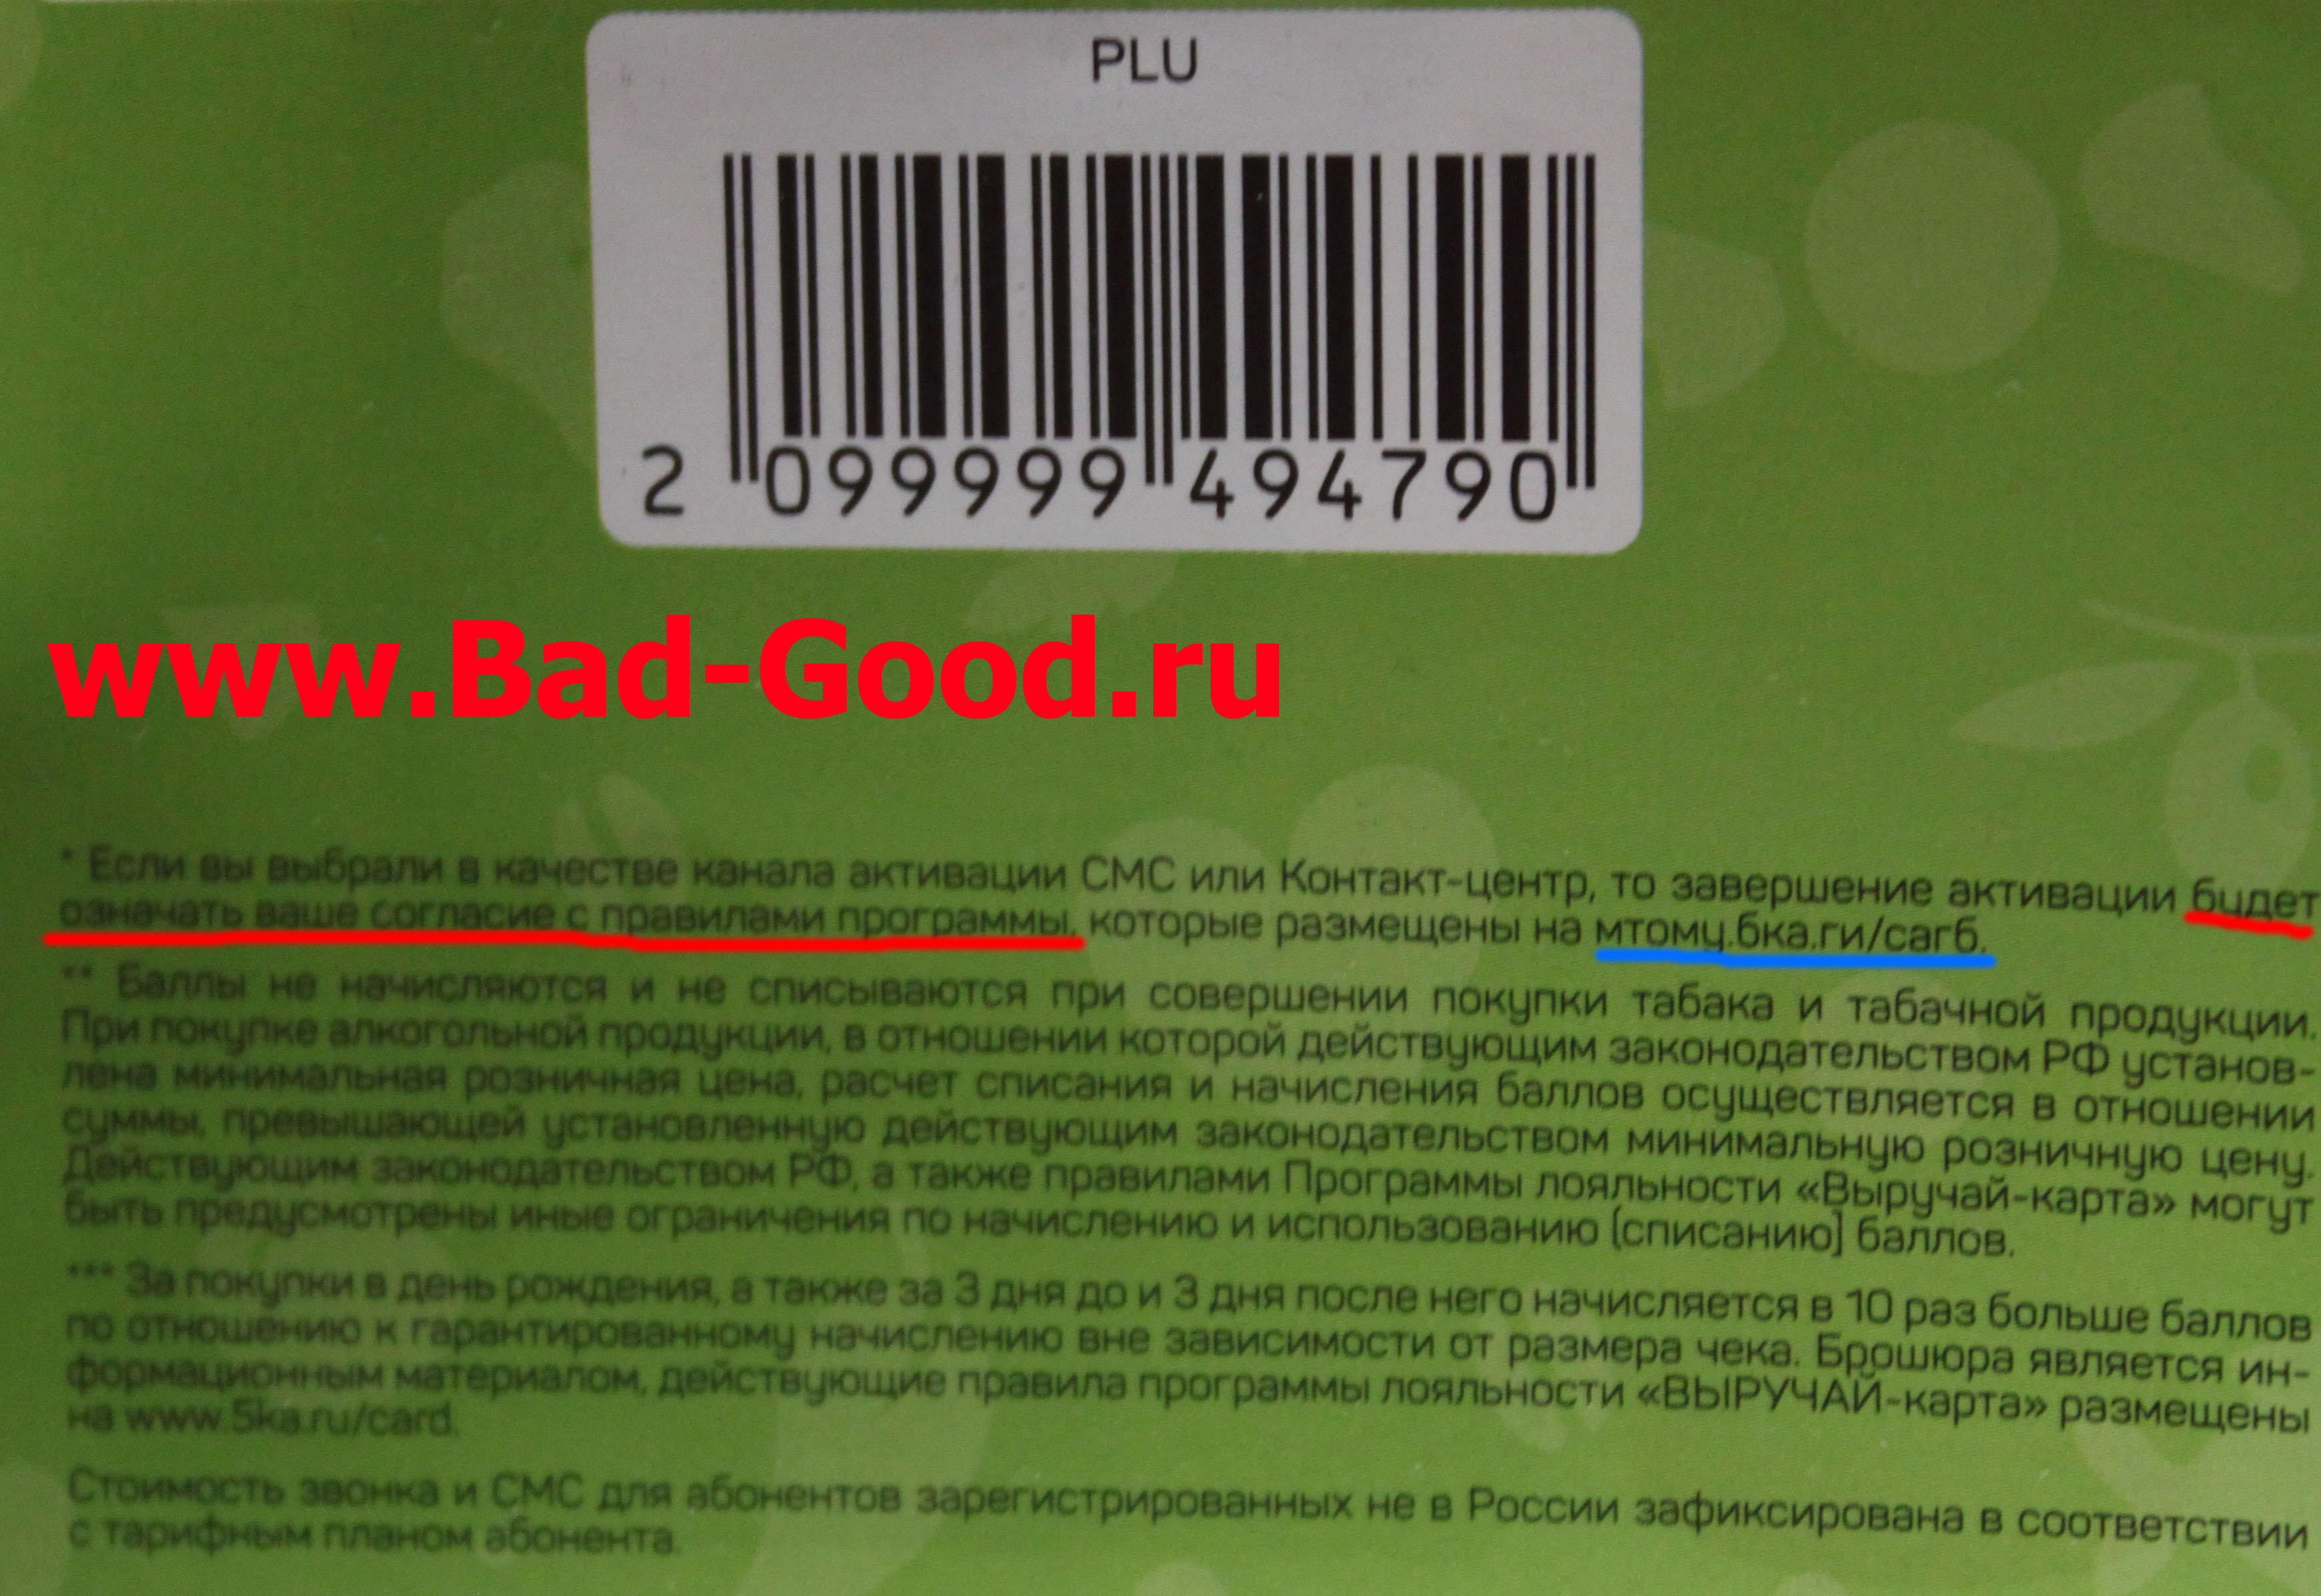 PLU
2 099999 494790
www.Bad-Good.ru
* Если вы выбрали в качестве канала активации СМС или Контакт-центр, то завершение активации будет
означать ваше согласие с правилами программы, которые размещены на мтому.бка.ги/сагб.
** Баллы не начисляются и не списываются при совершении покупки табака и табачной продукции.
При покупке алкогольной продукции, в отношении которой действующим законодательством РФ установ-
лена минимальная розничная цена, расчет списания и начисления баллов осуществляется в отношении
суммы, превышающей установленную действующим законодательством минимальную розничную цену.
Действующим законодательством РФ, а также правилами Программы лояльности «Выручай-карта» могут
быть предусмотрены иные ограничения по начислению и использованию (списанию) баллов.
*** За покупки в день рождения, а также за 3 дня до и 3 дня после него начисляется в 10 раз больше баллов
по отношению к гарантированному начислению вне зависимости от размера чека. Брошюра является ин-
формационным материалом, действующие правила программы лояльности «ВЫРУЧАЙ-карта» размещены
на www.5ka.ru/card.
Стоимость звонка и СМС для абонентов зарегистрированных не в России зафиксирована в соответствии
с тарифным планом абонента.